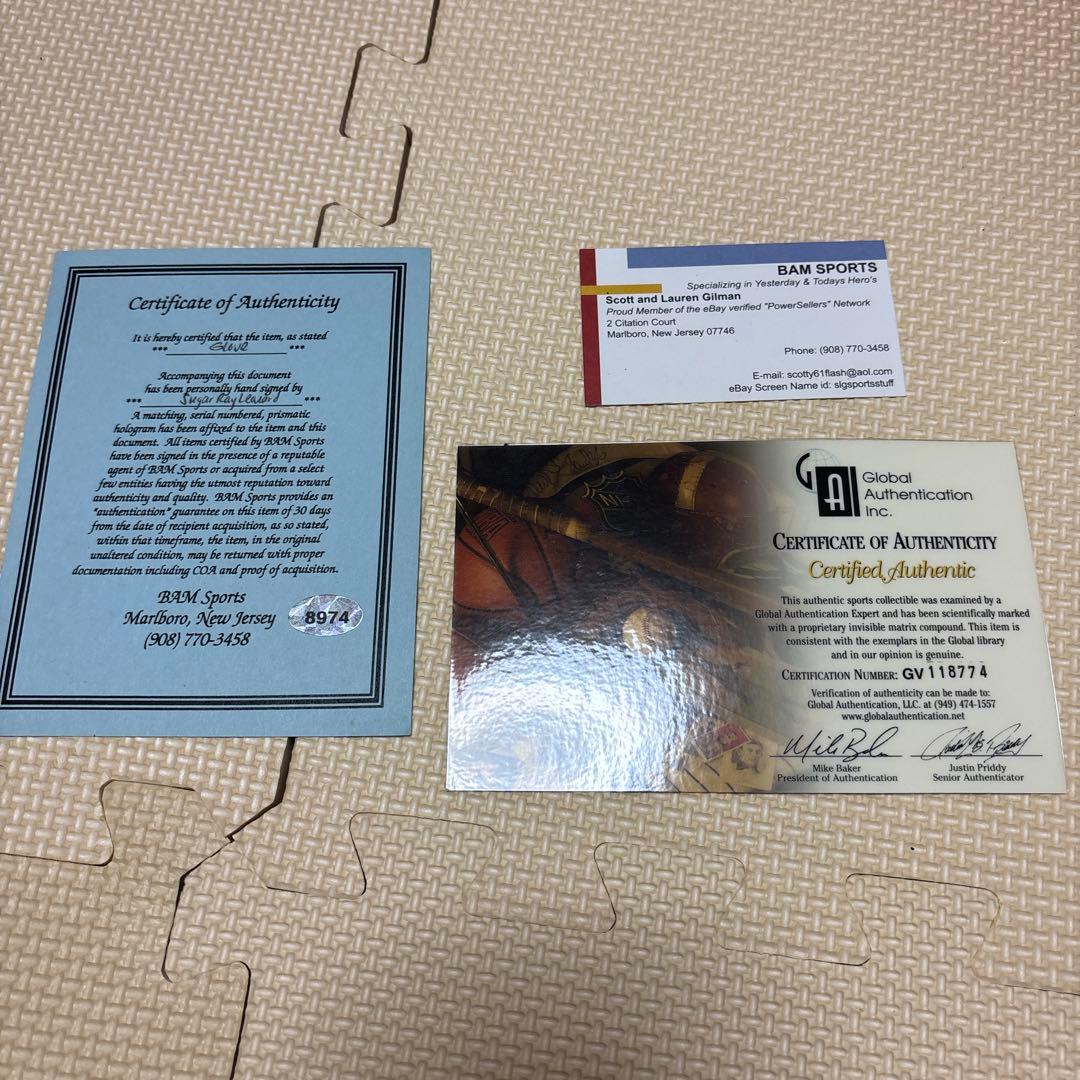 Certificate of Authenticity
It is hereby certified that the item, as stated
*** Glove ***
Accompanying this document
has been personally hand signed by
*** Sugar Ray Leonard ***
A matching, serial numbered, prismatic
hologram has been affixed to the item and this
document. All items certified by BAM Sports
have been signed in the presence of a reputable
agent of BAM Sports or acquired from a select
few entities having the utmost reputation toward
authenticity and quality. BAM Sports provides an
"authentication" guarantee on this item of 30 days
from the date of recipient acquisition, as so stated,
within that timeframe, the item, in the original
unaltered condition, may be returned with proper
documentation including COA and proof of acquisition.
BAM Sports
Marlboro, New Jersey
(908) 770-3458
8974
BAM SPORTS
Specializing in Yesterday & Todays Hero's
Scott and Lauren Gilman
Proud Member of the eBay verified "PowerSellers" Network
2 Citation Court
Marlboro, New Jersey 07746
Phone: (908) 770-3458
E-mail: scotty61flash@aol.com
eBay Screen Name id: slgsportsstuff
GAI
Global
Authentication
Inc.
CERTIFICATE OF AUTHENTICITY
Certified Authentic
This authentic sports collectible was examined by a
Global Authentication Expert and has been scientifically marked
with a proprietary invisible matrix compound. This item is
consistent with the exemplars in the Global library
and in our opinion is genuine.
CERTIFICATION NUMBER: GV 118774
Verification of authenticity can be made to:
Global Authentication, LLC. at (949) 474-1557
www.globalauthentication.net
Mike Baker
President of Authentication
Justin Priddy
Senior Authenticator